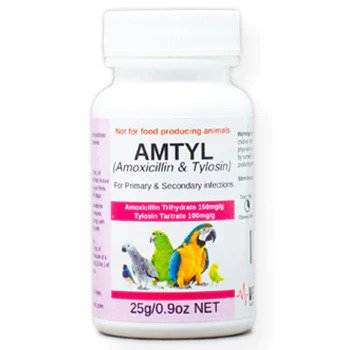 Not for food producing animals
AMTYL
(Amoxicillin & Tylosin)
For Primary & Secondary infections
Amoxicillin Trihydrate 150mg/g
Tylosin Tartrate 100mg/g
25g/0.9oz NET